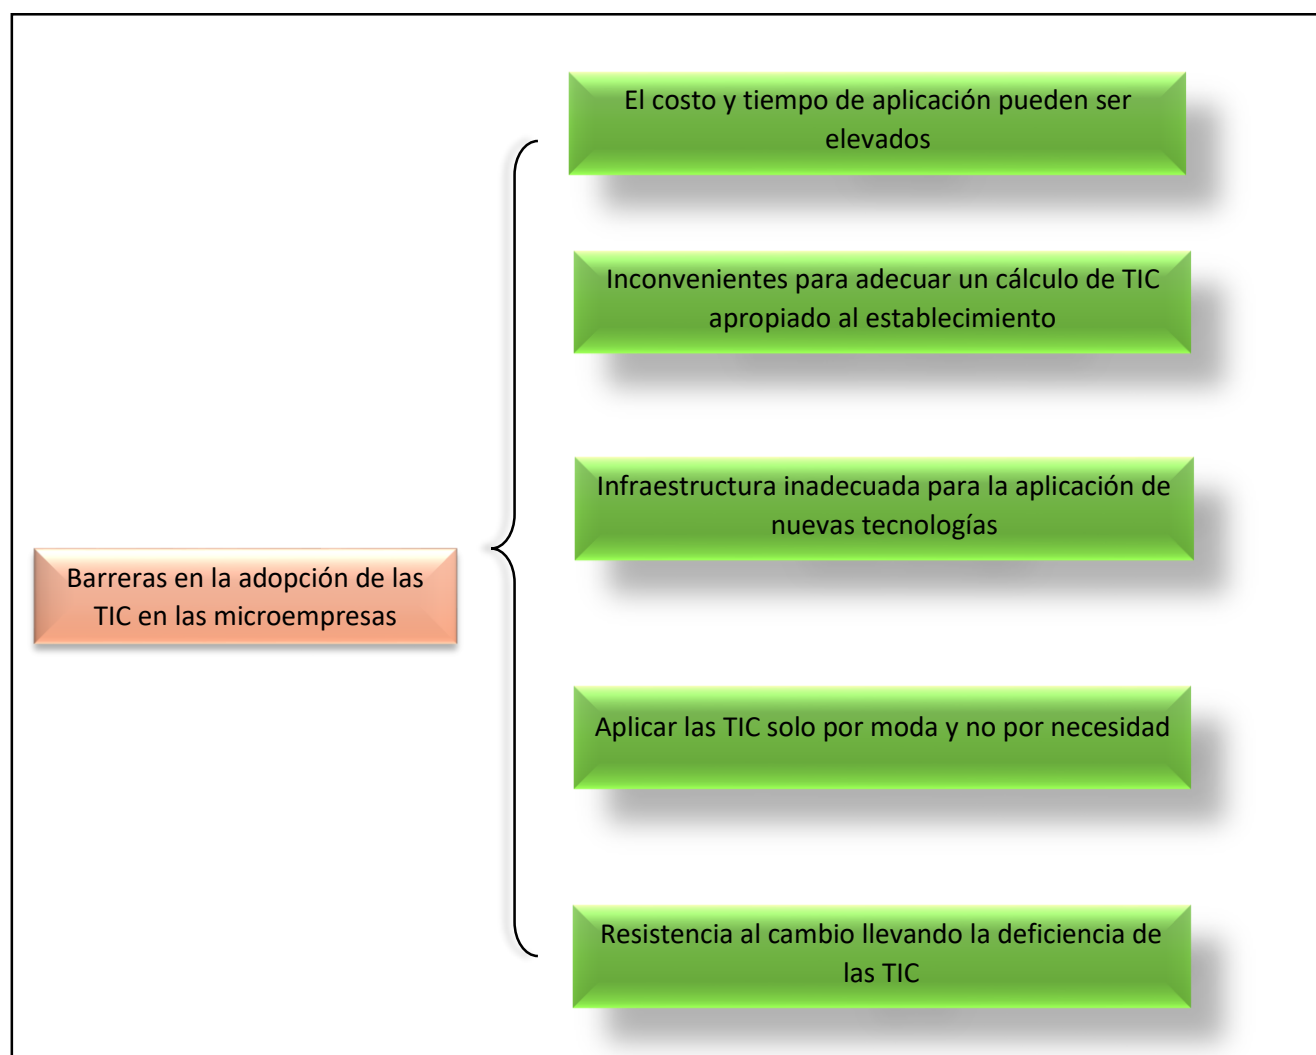 El costo y tiempo de aplicación pueden ser
elevados
Inconvenientes para adecuar un cálculo de TIC
apropiado al establecimiento
Infraestructura inadecuada para la aplicación de
nuevas tecnologías
Barreras en la adopción de las
TIC en las microempresas
Aplicar las TIC solo por moda y no por necesidad
Resistencia al cambio llevando la deficiencia de
las TIC